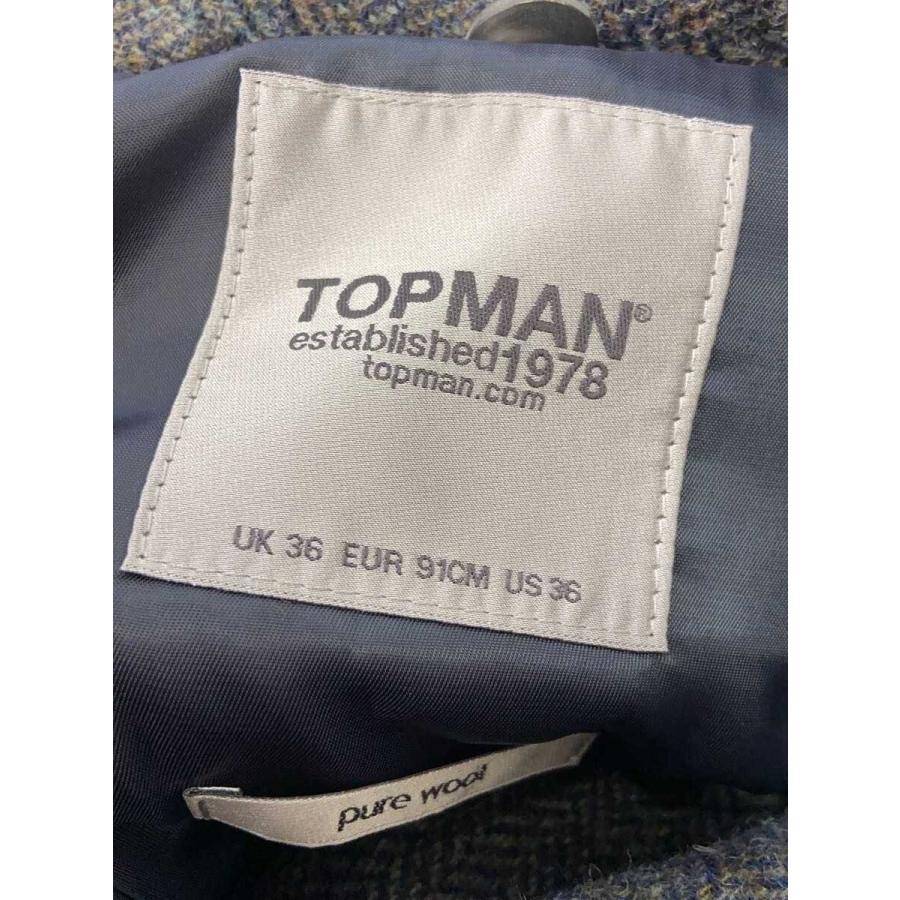 TOPMAN®
established1978
topman.com
UK 36 EUR 91CM US 36
pure wool